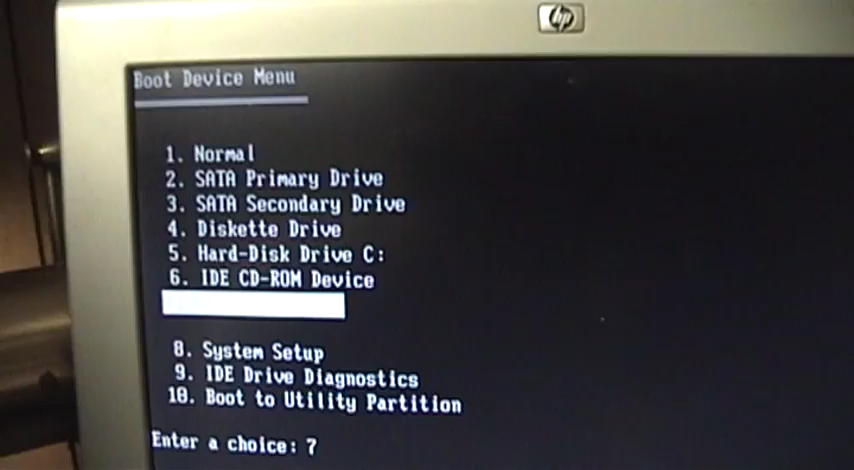 hp
Boot Device Menu
1. Normal
2. SATA Primary Drive
3. SATA Secondary Drive
4. Diskette Drive
5. Hard-Disk Drive C:
6. IDE CD-ROM Device
8. System Setup
9. IDE Drive Diagnostics
10. Boot to Utility Partition
Enter a choice: 7